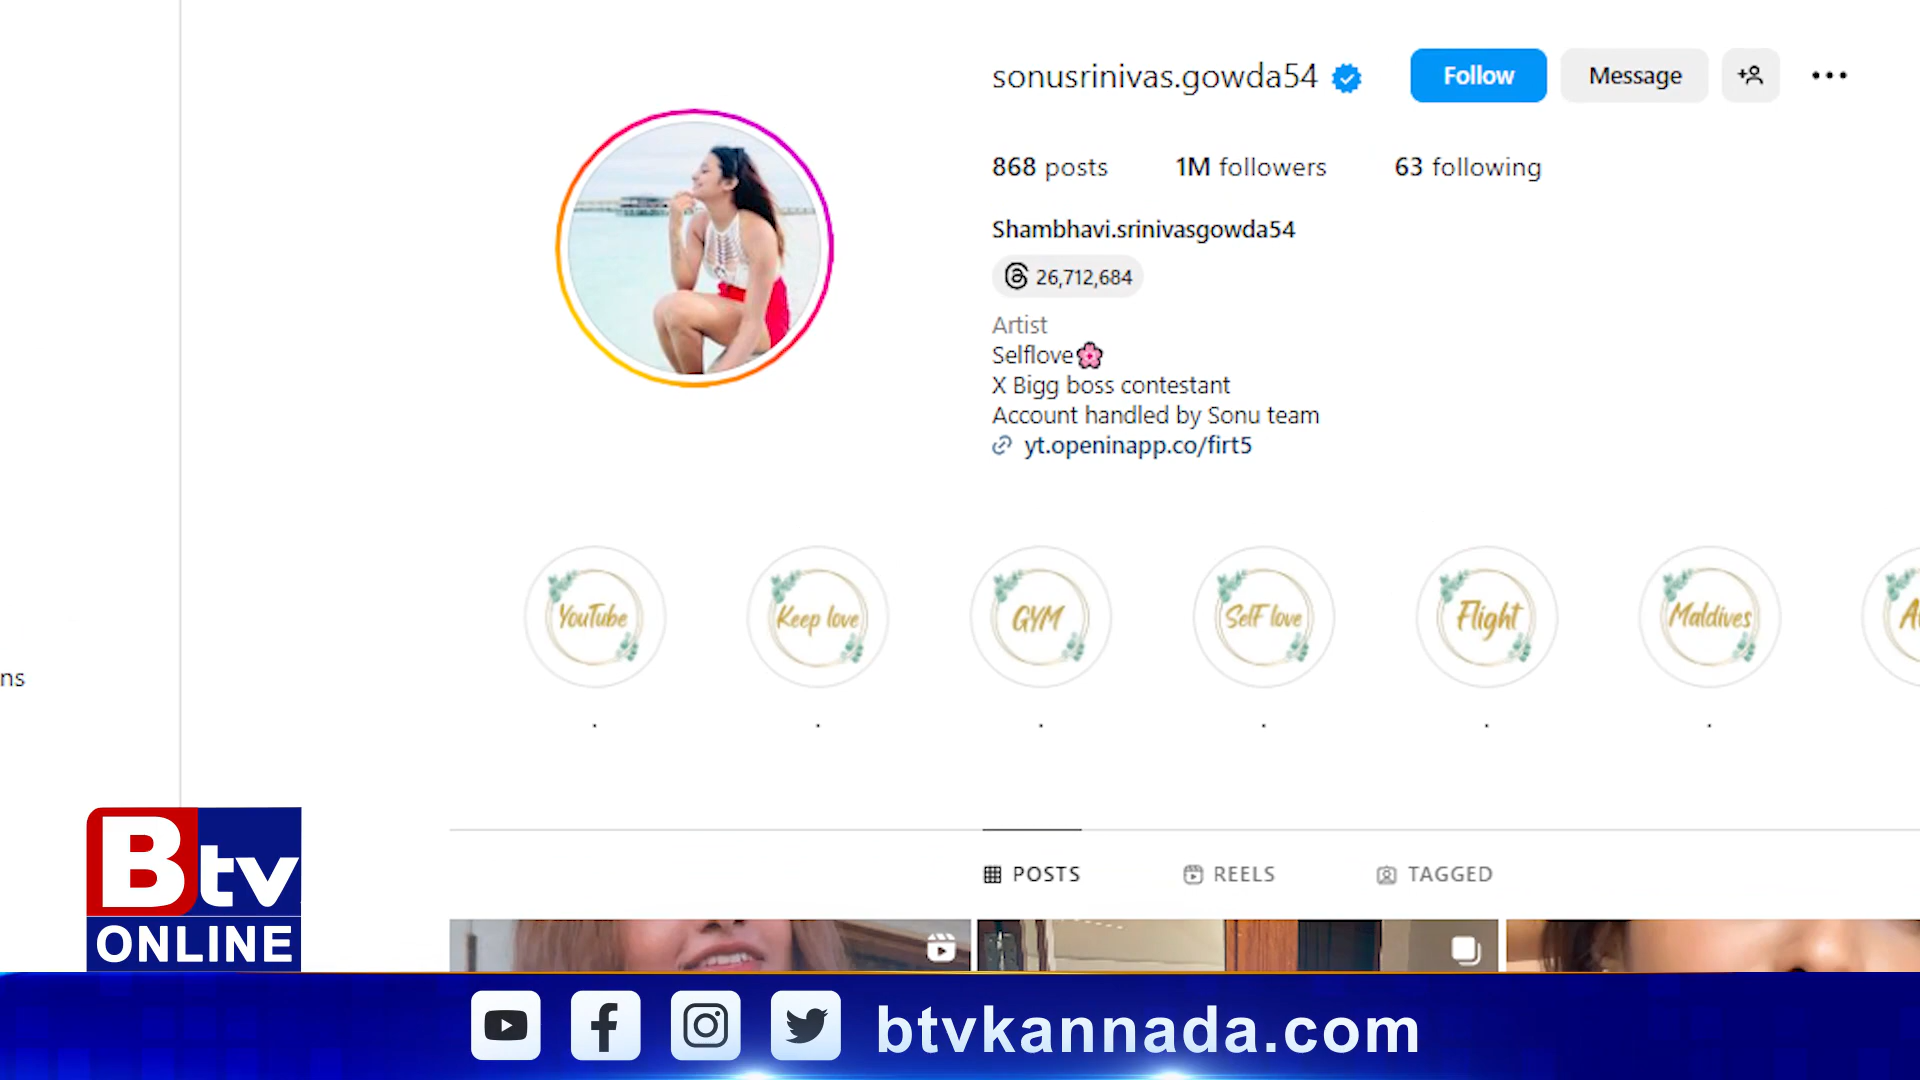 sonusrinivas.gowda54
Follow
Message
868 posts
1M followers
63 following
Shambhavi.srinivasgowda54
26,712,684
Artist
Selflove🌸
X Bigg boss contestant
Account handled by Sonu team
yt.openinapp.co/firt5
YouTube
Keep love
GYM
Self love
Flight
Maldives
.
.
.
.
.
.
ns
POSTS
REELS
TAGGED
Btv
ONLINE
btvkannada.com